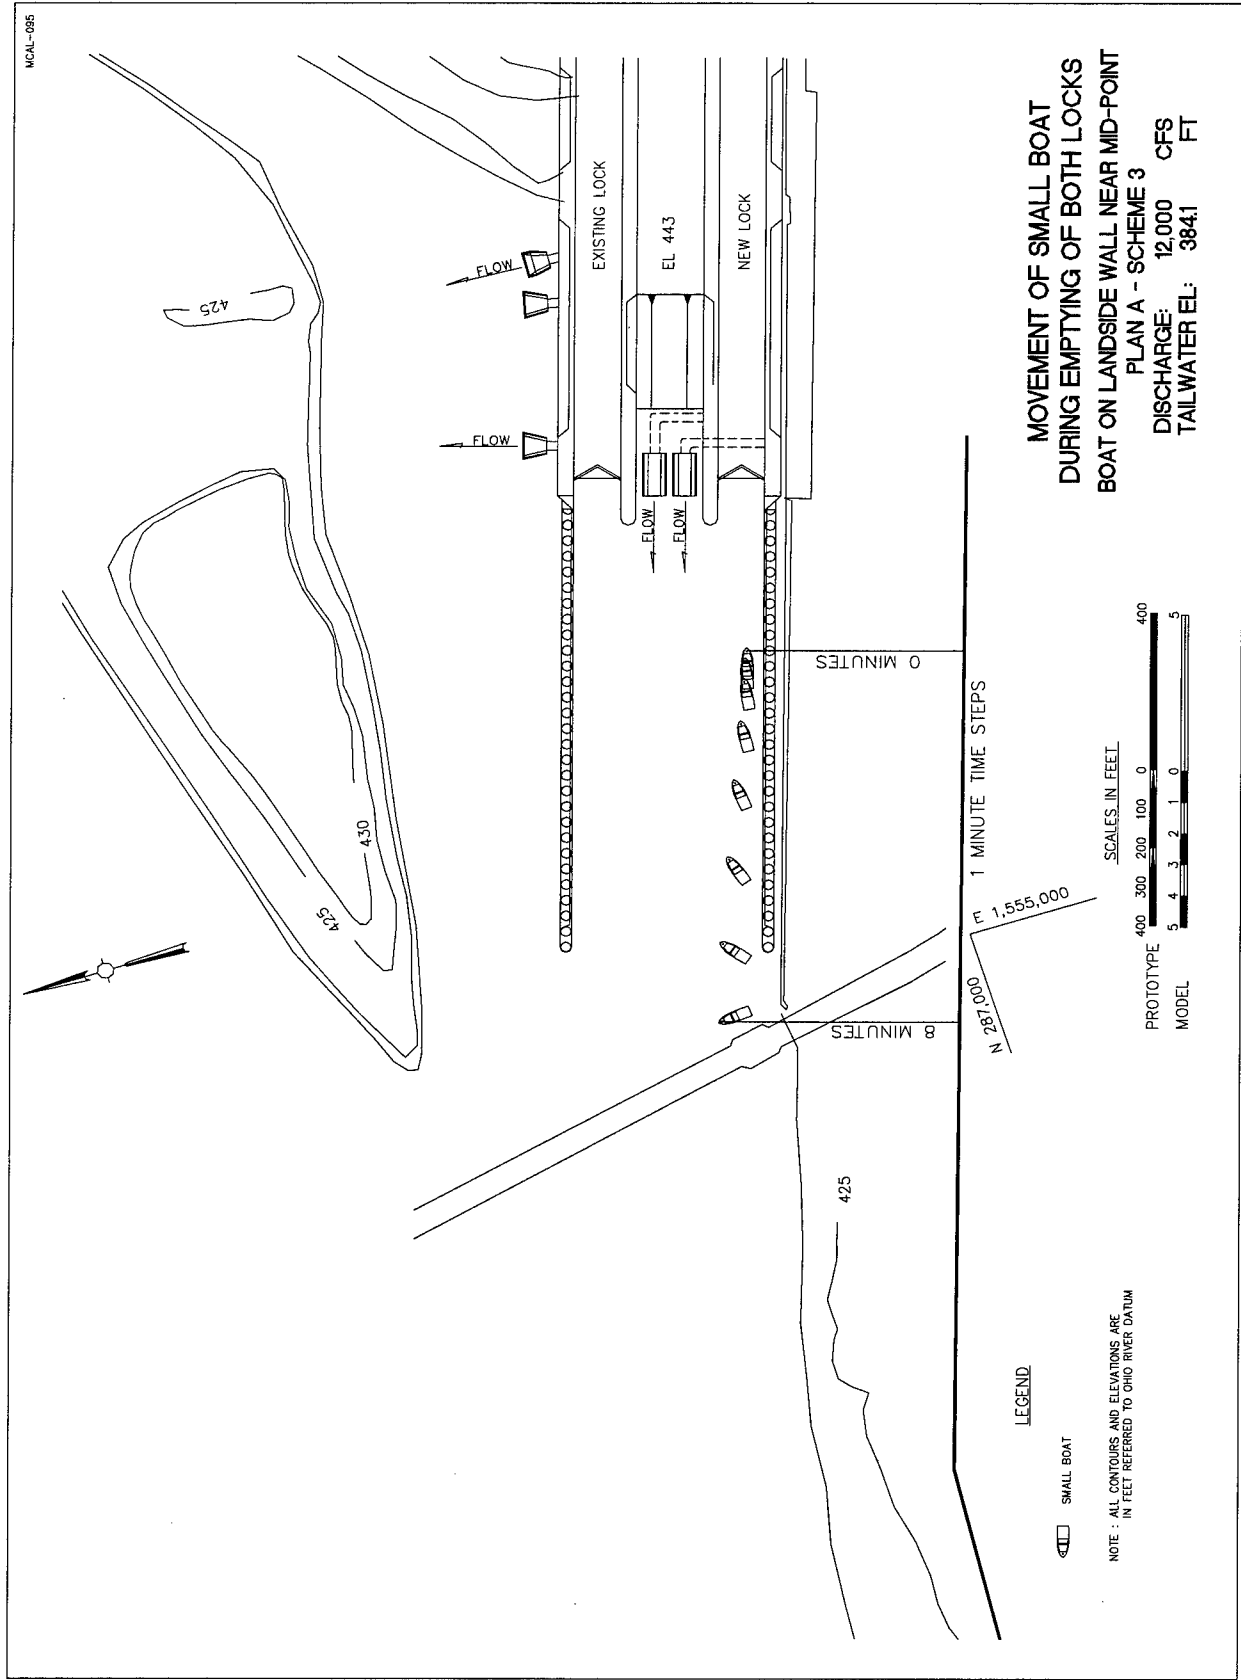 MCAL-095
425
FLOW
FLOW
EXISTING LOCK
EL 443
NEW LOCK
FLOW
FLOW
430
425
0 MINUTES
8 MINUTES
1 MINUTE TIME STEPS
E 1,555,000
N 287,000
425
MOVEMENT OF SMALL BOAT
DURING EMPTYING OF BOTH LOCKS
BOAT ON LANDSIDE WALL NEAR MID-POINT
PLAN A - SCHEME 3
DISCHARGE: 12,000 CFS
TAILWATER EL: 384.1 FT
SCALES IN FEET
PROTOTYPE 400 300 200 100 0 400
MODEL 5 4 3 2 1 0 5
LEGEND
SMALL BOAT
NOTE : ALL CONTOURS AND ELEVATIONS ARE
IN FEET REFERRED TO OHIO RIVER DATUM